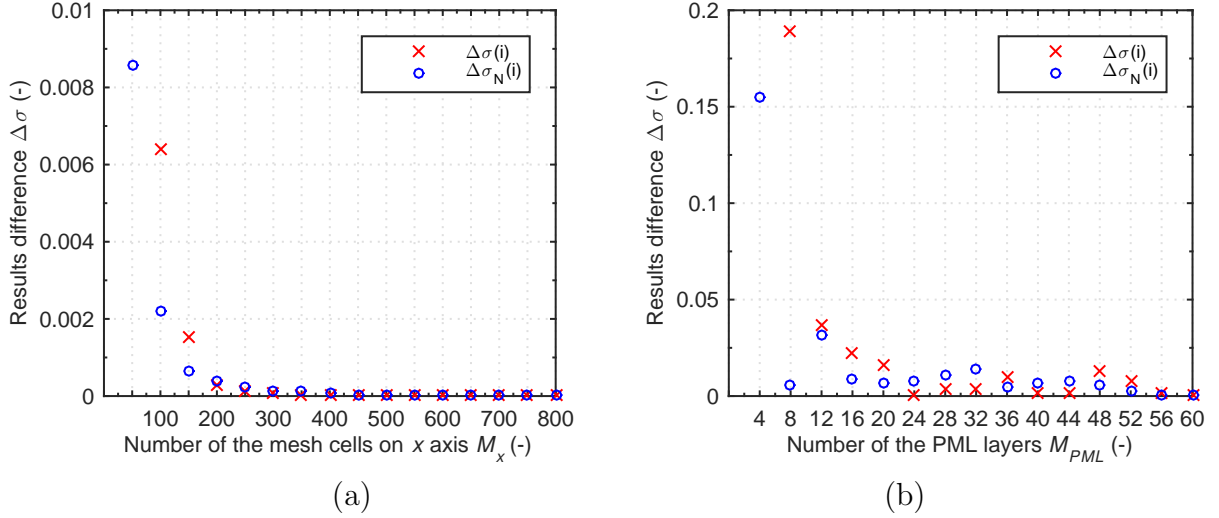 0.01
0.008
0.006
0.004
0.002
0
Results difference Δσ (-)
Δσ(i)
Δσ_N(i)
100 200 300 400 500 600 700 800
Number of the mesh cells on x axis M_x (-)
(a)
0.2
0.15
0.1
0.05
0
Results difference Δσ (-)
Δσ(i)
Δσ_N(i)
4 8 12 16 20 24 28 32 36 40 44 48 52 56 60
Number of the PML layers M_PML (-)
(b)